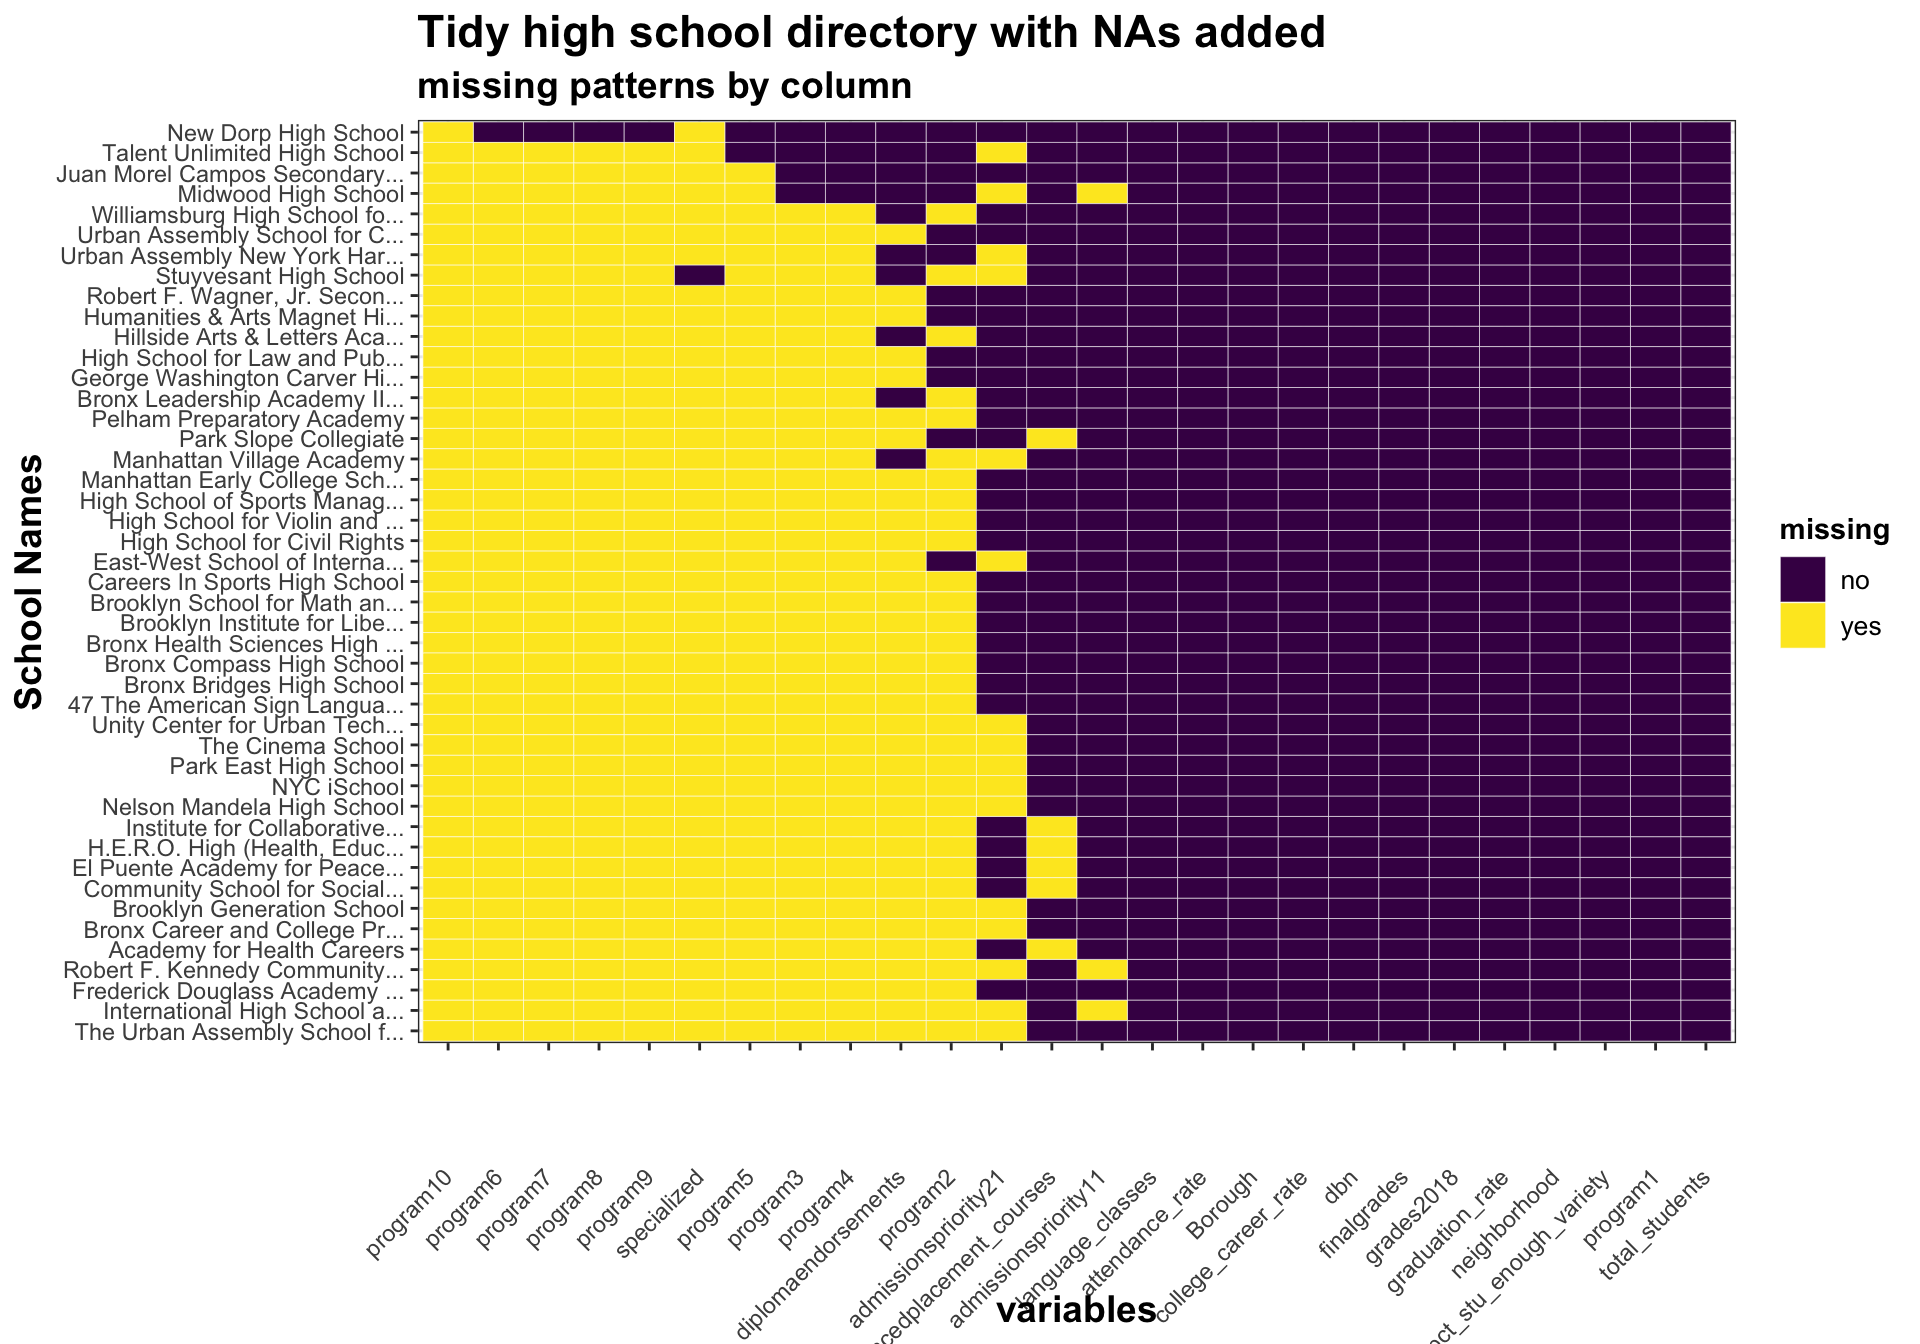 Tidy high school directory with NAs added
missing patterns by column
School Names
New Dorp High School
Talent Unlimited High School
Juan Morel Campos Secondary...
Midwood High School
Williamsburg High School fo...
Urban Assembly School for C...
Urban Assembly New York Har...
Stuyvesant High School
Robert F. Wagner, Jr. Secon...
Humanities & Arts Magnet Hi...
Hillside Arts & Letters Aca...
High School for Law and Pub...
George Washington Carver Hi...
Bronx Leadership Academy II...
Pelham Preparatory Academy
Park Slope Collegiate
Manhattan Village Academy
Manhattan Early College Sch...
High School of Sports Manag...
High School for Violin and ...
High School for Civil Rights
East-West School of Interna...
Careers In Sports High School
Brooklyn School for Math an...
Brooklyn Institute for Libe...
Bronx Health Sciences High ...
Bronx Compass High School
Bronx Bridges High School
47 The American Sign Langua...
Unity Center for Urban Tech...
The Cinema School
Park East High School
NYC iSchool
Nelson Mandela High School
Institute for Collaborative...
H.E.R.O. High (Health, Educ...
El Puente Academy for Peace...
Community School for Social...
Brooklyn Generation School
Bronx Career and College Pr...
Academy for Health Careers
Robert F. Kennedy Community...
Frederick Douglass Academy ...
International High School a...
The Urban Assembly School f...
missing
no
yes
program10
program6
program7
program8
program9
specialized
program5
program3
program4
diplomaendorsements
program2
admissionspriority21
cedplacement_courses
admissionspriority11
language_classes
attendance_rate
Borough
college_career_rate
dbn
finalgrades
grades2018
graduation_rate
neighborhood
ct_stu_enough_variety
program1
total_students
variables